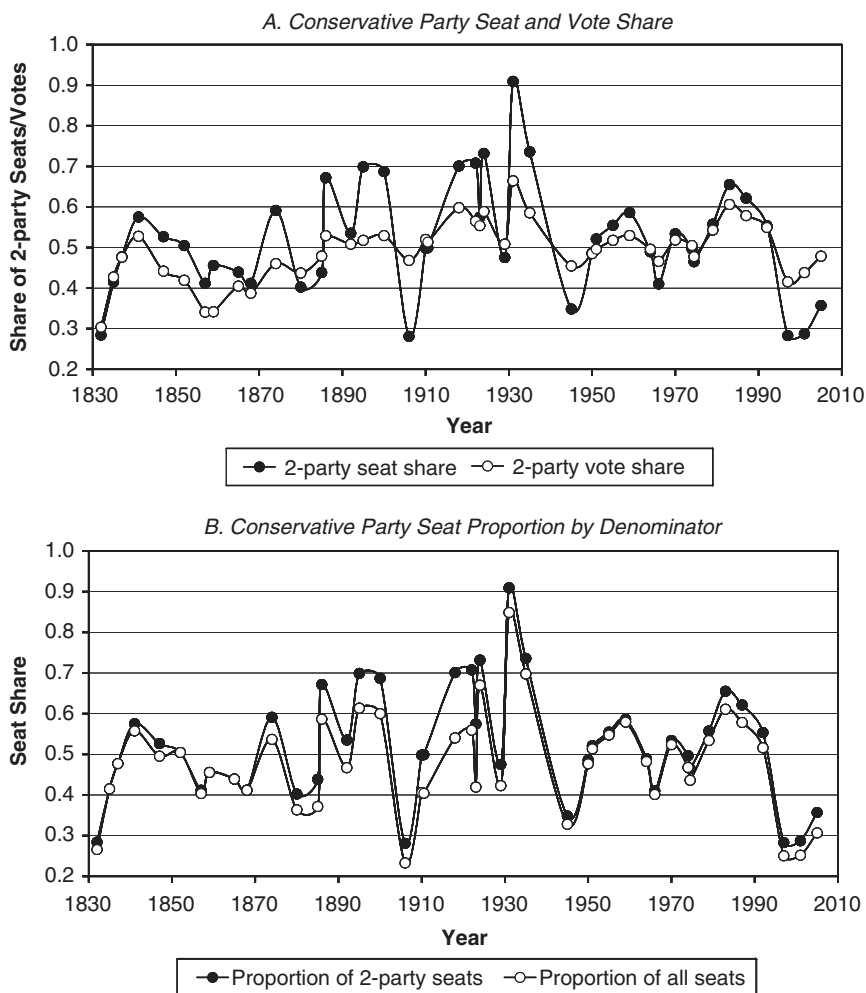 A. Conservative Party Seat and Vote Share
1.0
0.9
0.8
0.7
0.6
0.5
0.4
0.3
0.2
Share of 2-party Seats/Votes
1830 1850 1870 1890 1910 1930 1950 1970 1990 2010
Year
2-party seat share 2-party vote share
B. Conservative Party Seat Proportion by Denominator
1.0
0.9
0.8
0.7
0.6
0.5
0.4
0.3
0.2
Seat Share
1830 1850 1870 1890 1910 1930 1950 1970 1990 2010
Year
Proportion of 2-party seats Proportion of all seats